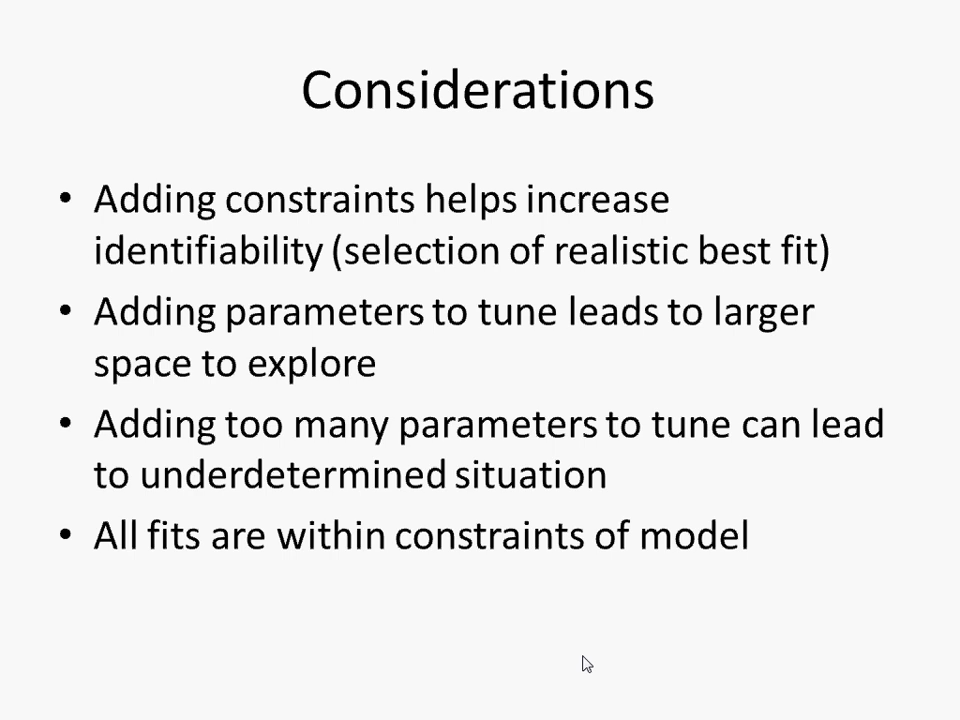 Considerations
• Adding constraints helps increase
identifiability (selection of realistic best fit)
• Adding parameters to tune leads to larger
space to explore
• Adding too many parameters to tune can lead
to underdetermined situation
• All fits are within constraints of model